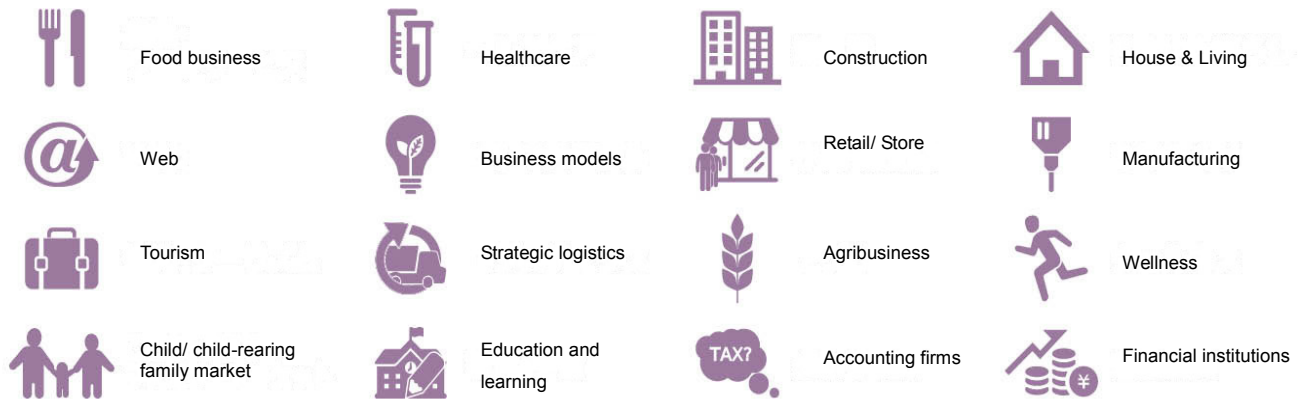 Food business
Healthcare
Construction
House & Living
@
Web
Business models
Retail/ Store
Manufacturing
Tourism
Strategic logistics
Agribusiness
Wellness
Child/ child-rearing
family market
Education and
learning
TAX?
Accounting firms
¥
Financial institutions